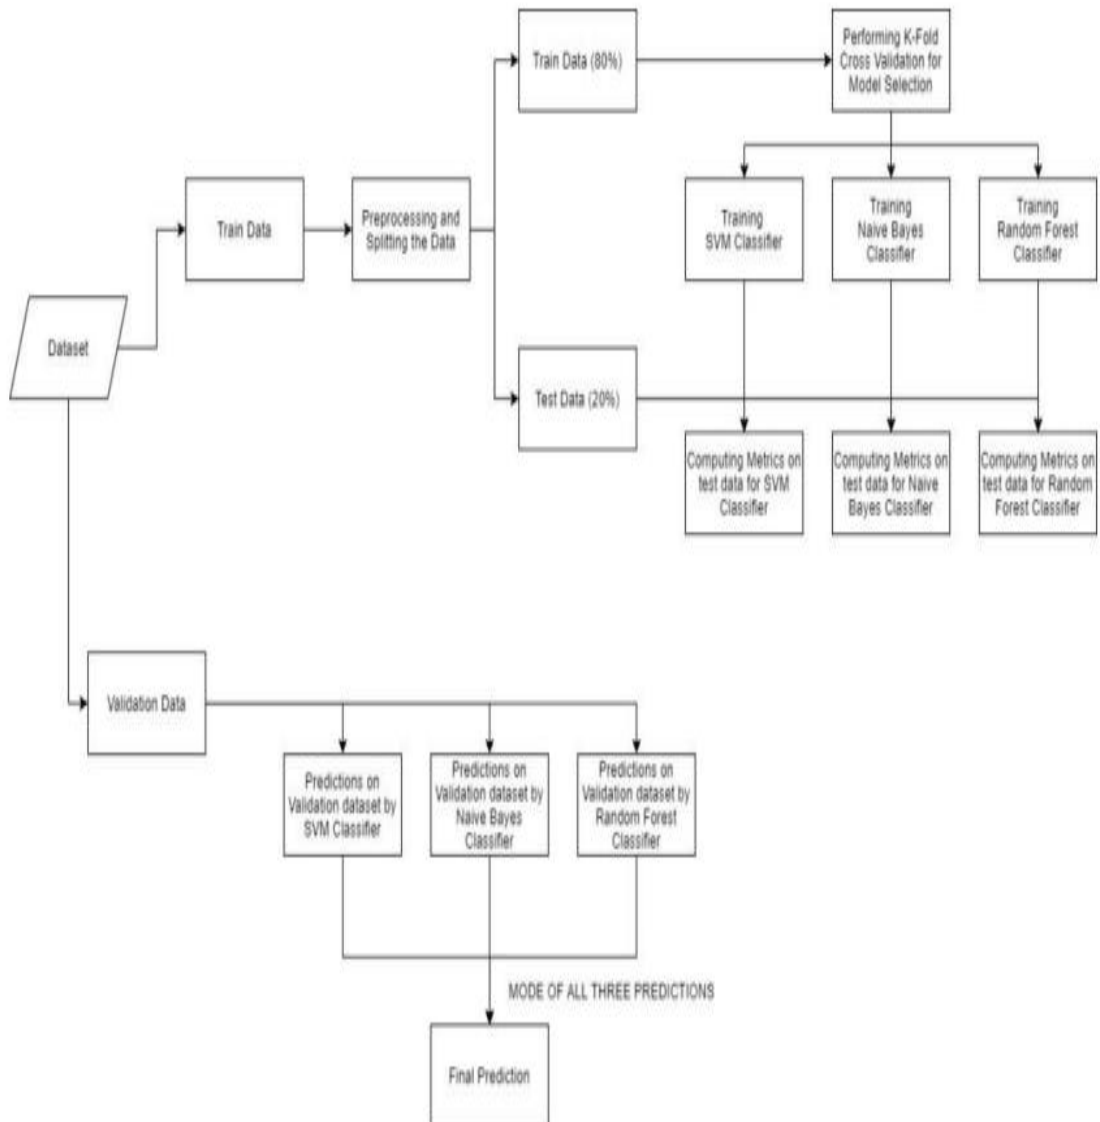 Train Data (80%)
Performing K-Fold
Cross Validation for
Model Selection
Train Data
Preprocessing and
Splitting the Data
Training
SVM Classifier
Training
Naive Bayes
Classifier
Training
Random Forest
Classifier
Dataset
Test Data (20%)
Computing Metrics on
test data for SVM
Classifier
Computing Metrics on
test data for Naive
Bayes Classifier
Computing Metrics on
test data for Random
Forest Classifier
Validation Data
Predictions on
Validation dataset by
SVM Classifier
Predictions on
Validation dataset by
Naive Bayes
Classifier
Predictions on
Validation dataset by
Random Forest
Classifier
MODE OF ALL THREE PREDICTIONS
Final Prediction